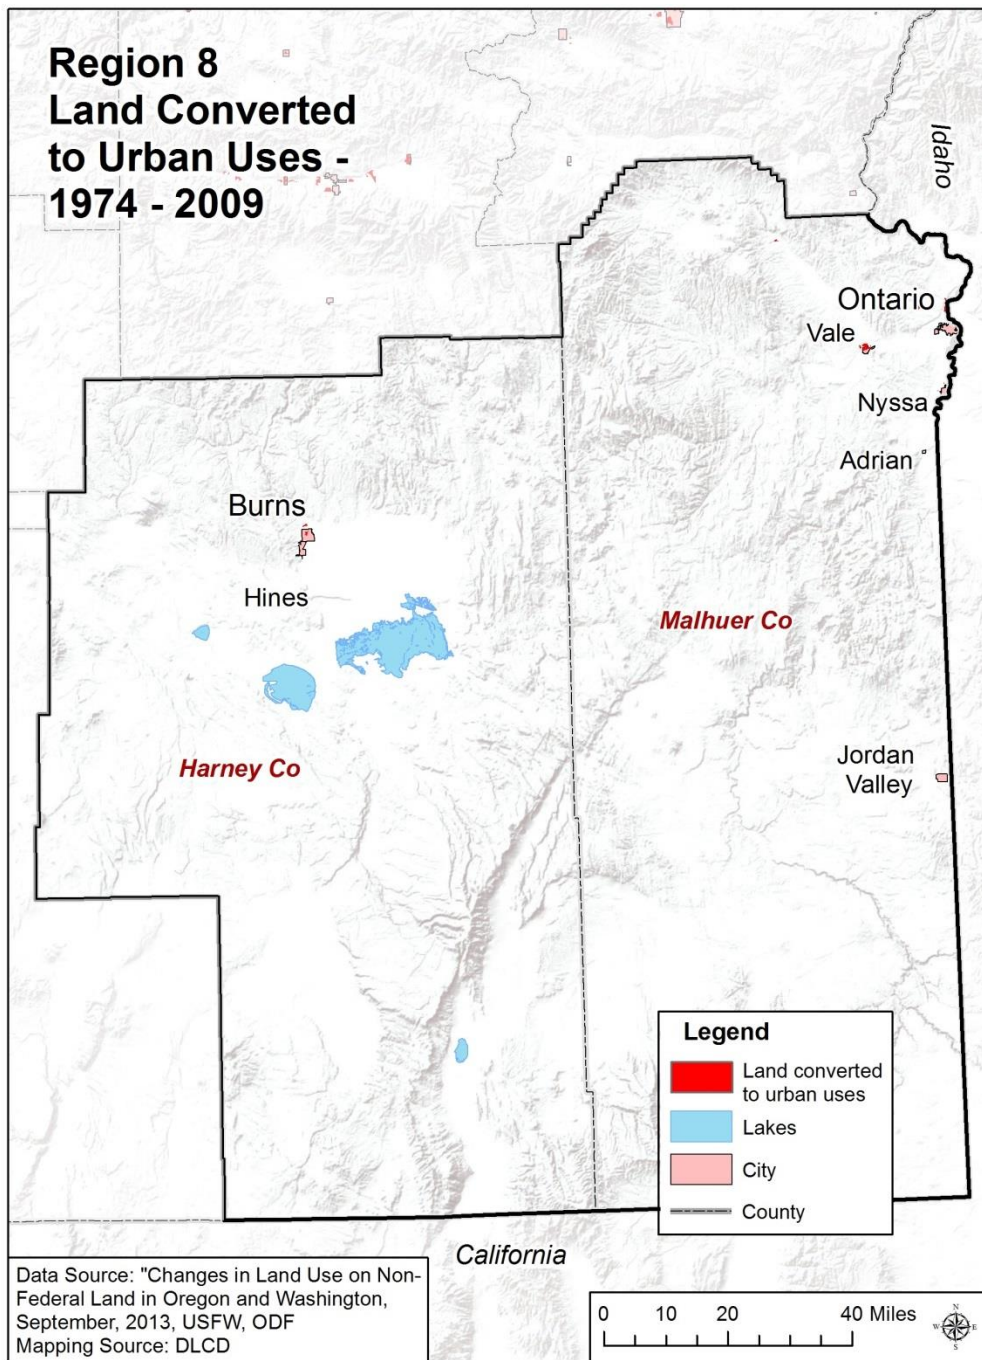 Region 8
Land Converted
to Urban Uses -
1974 - 2009
Idaho
Ontario
Vale
Nyssa
Adrian
Burns
Hines
Malhuer Co
Harney Co
Jordan
Valley
Legend
Land converted
to urban uses
Lakes
City
County
California
Data Source: "Changes in Land Use on Non-
Federal Land in Oregon and Washington,
September, 2013, USFW, ODF
Mapping Source: DLCD
0 10 20 40 Miles
N
W E
S